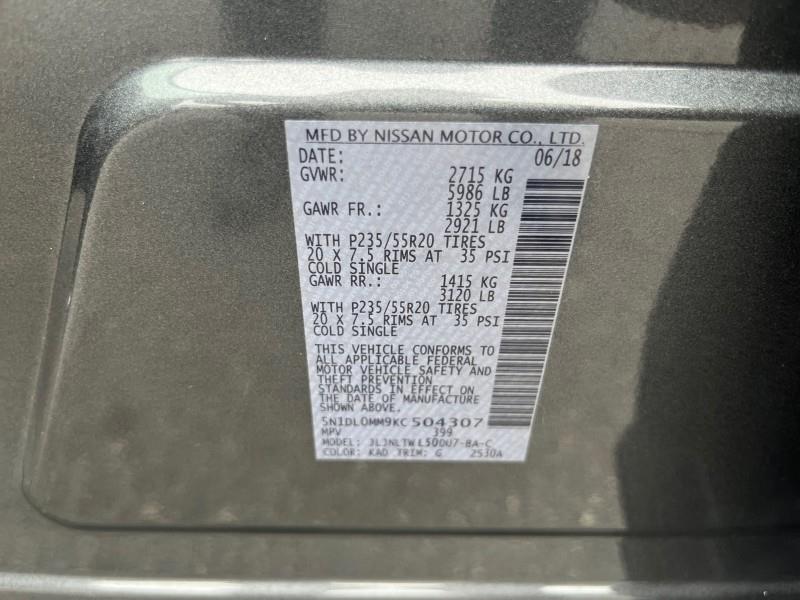 MFD BY NISSAN MOTOR CO., LTD.
DATE: 06/18
GVWR: 2715 KG
5986 LB
GAWR FR.: 1325 KG
2921 LB
WITH P235/55R20 TIRES
20 X 7.5 RIMS AT 35 PSI
COLD SINGLE
GAWR RR.: 1415 KG
3120 LB
WITH P235/55R20 TIRES
20 X 7.5 RIMS AT 35 PSI
COLD SINGLE
THIS VEHICLE CONFORMS TO
ALL APPLICABLE FEDERAL
MOTOR VEHICLE SAFETY AND
THEFT PREVENTION
STANDARDS IN EFFECT ON
THE DATE OF MANUFACTURE
SHOWN ABOVE.
5N1DL0MM9KC504307
MPV 399
MODEL: JLJNLTWL50UU7-BA-C
COLOR: KAD TRIM: G 2530A